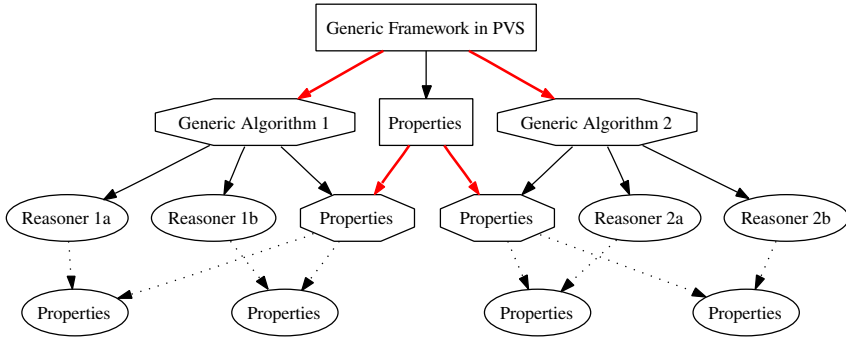 Generic Framework in PVS
Generic Algorithm 1
Properties
Generic Algorithm 2
Reasoner 1a
Reasoner 1b
Properties
Properties
Reasoner 2a
Reasoner 2b
Properties
Properties
Properties
Properties